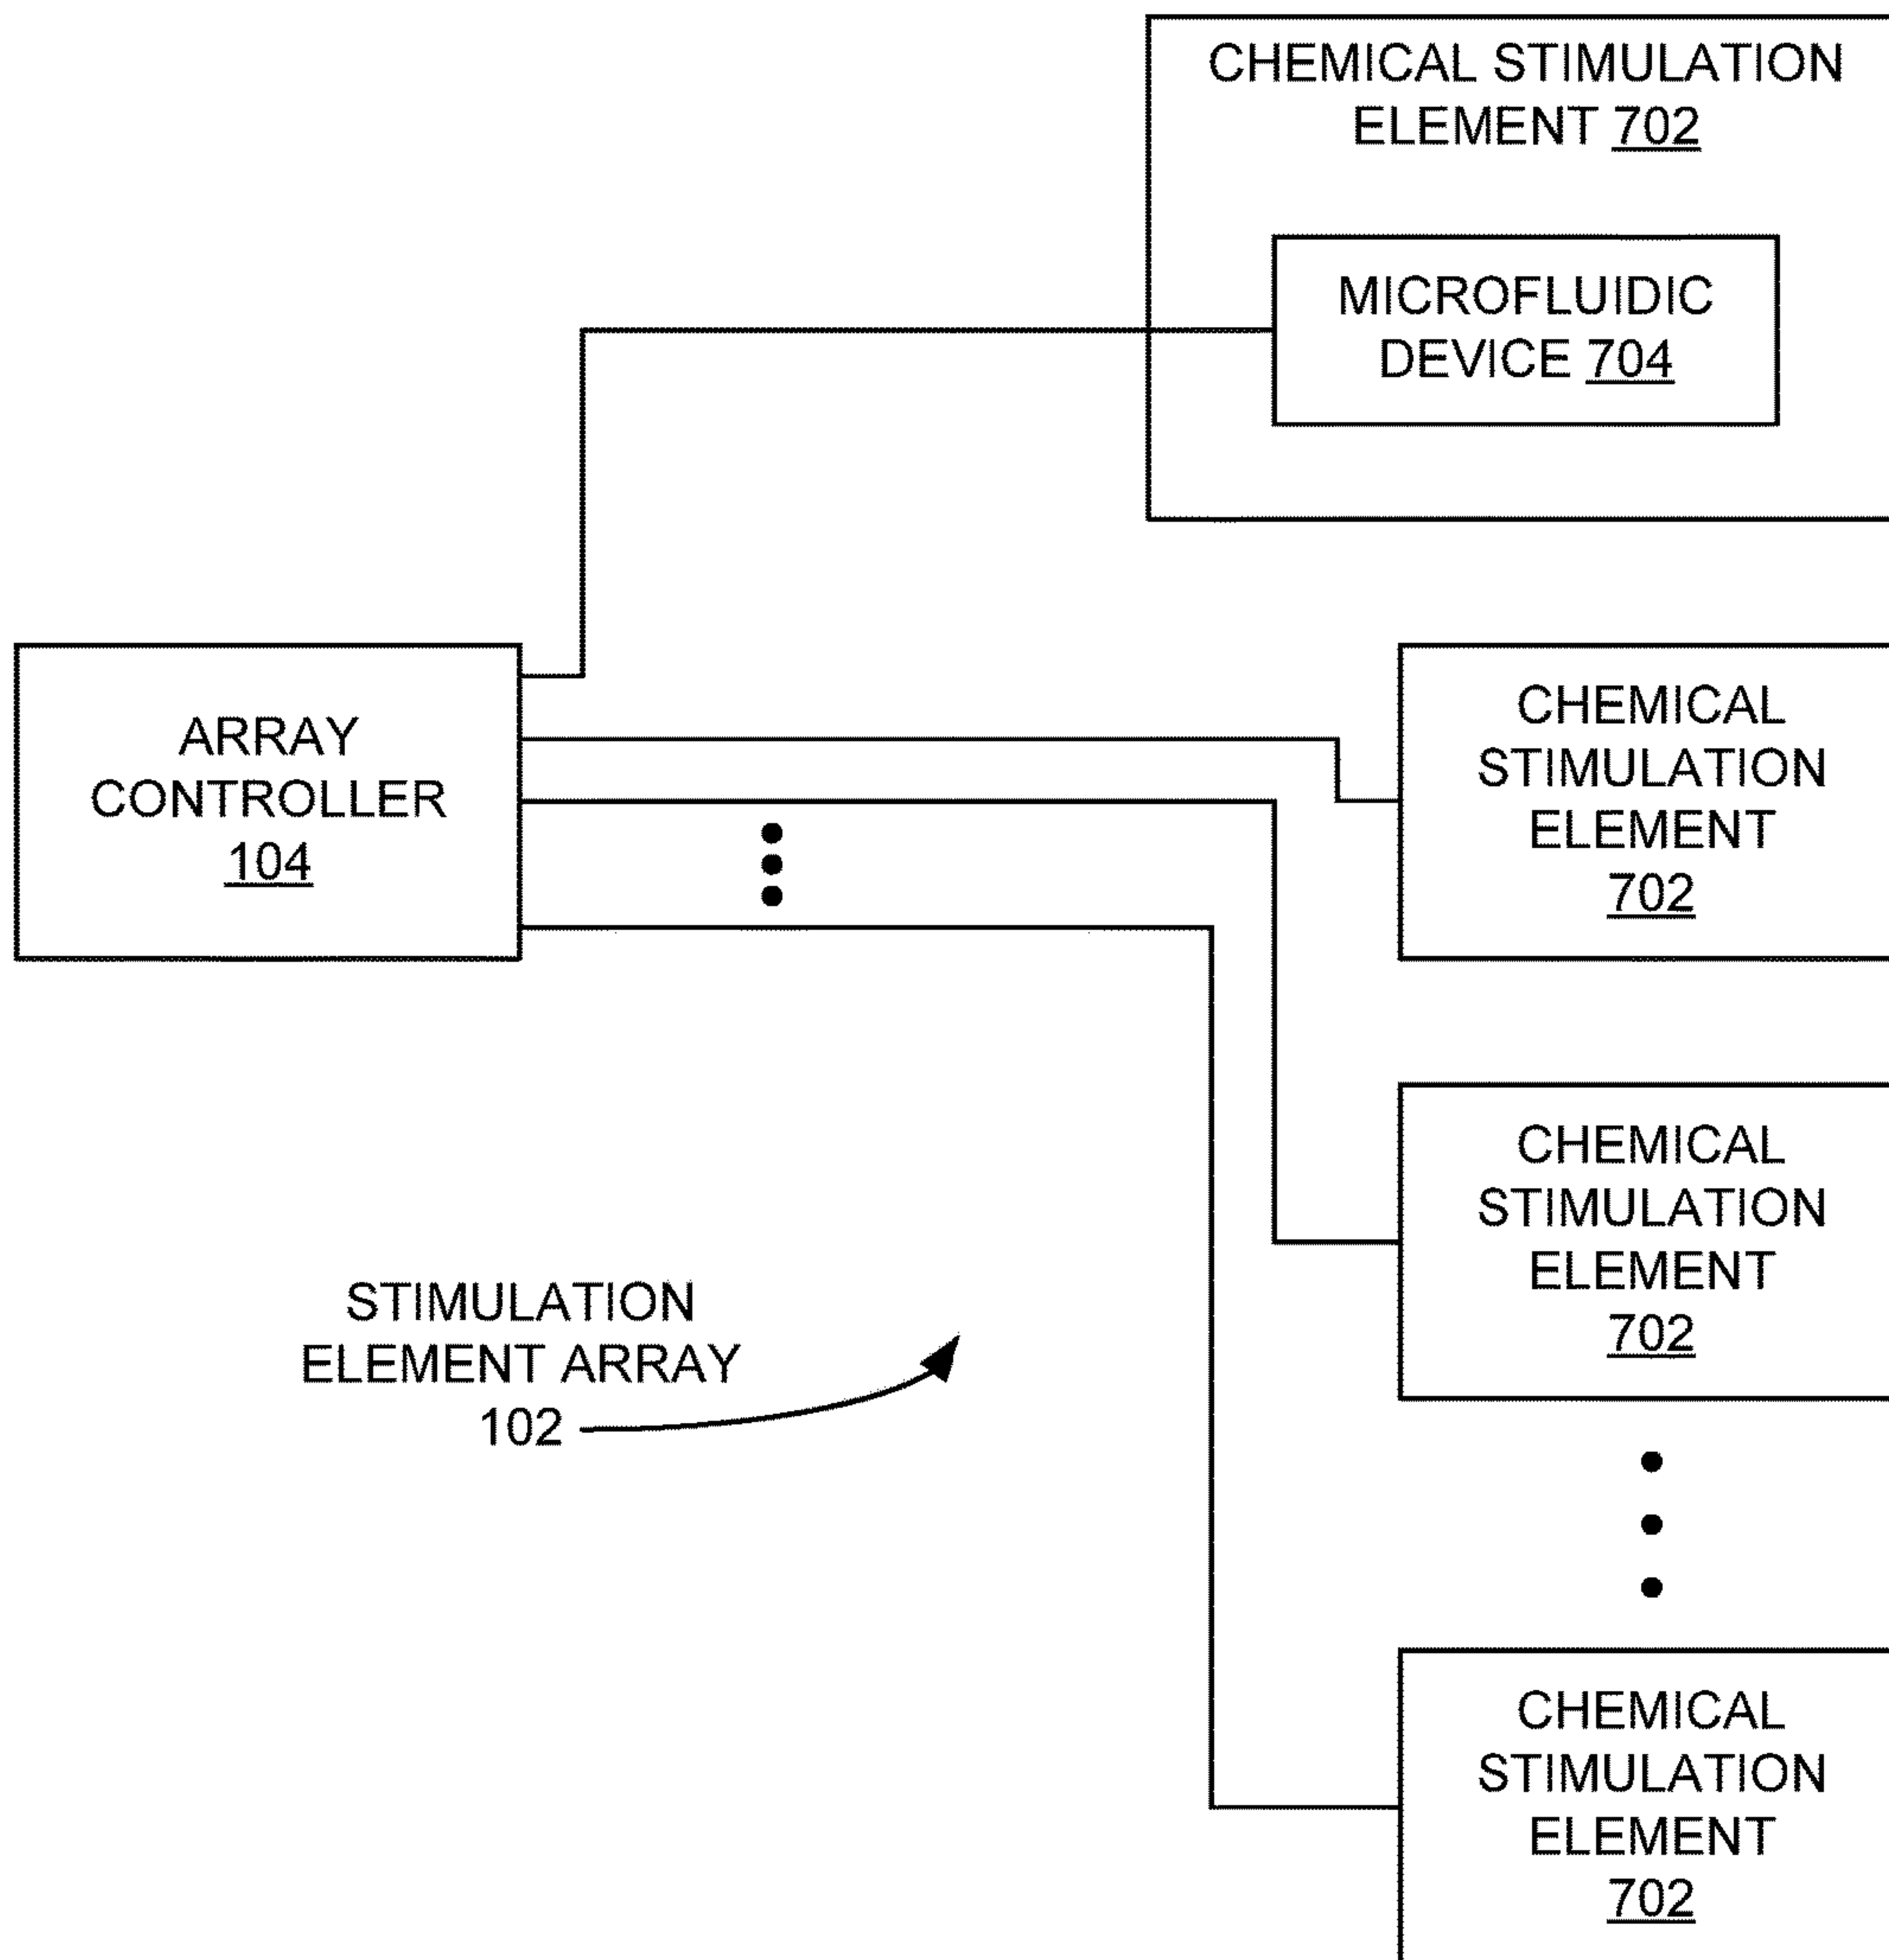 CHEMICAL STIMULATION
ELEMENT 702
MICROFLUIDIC
DEVICE 704
ARRAY
CONTROLLER
104
CHEMICAL
STIMULATION
ELEMENT
702
CHEMICAL
STIMULATION
ELEMENT
702
STIMULATION
ELEMENT ARRAY
102
CHEMICAL
STIMULATION
ELEMENT
702